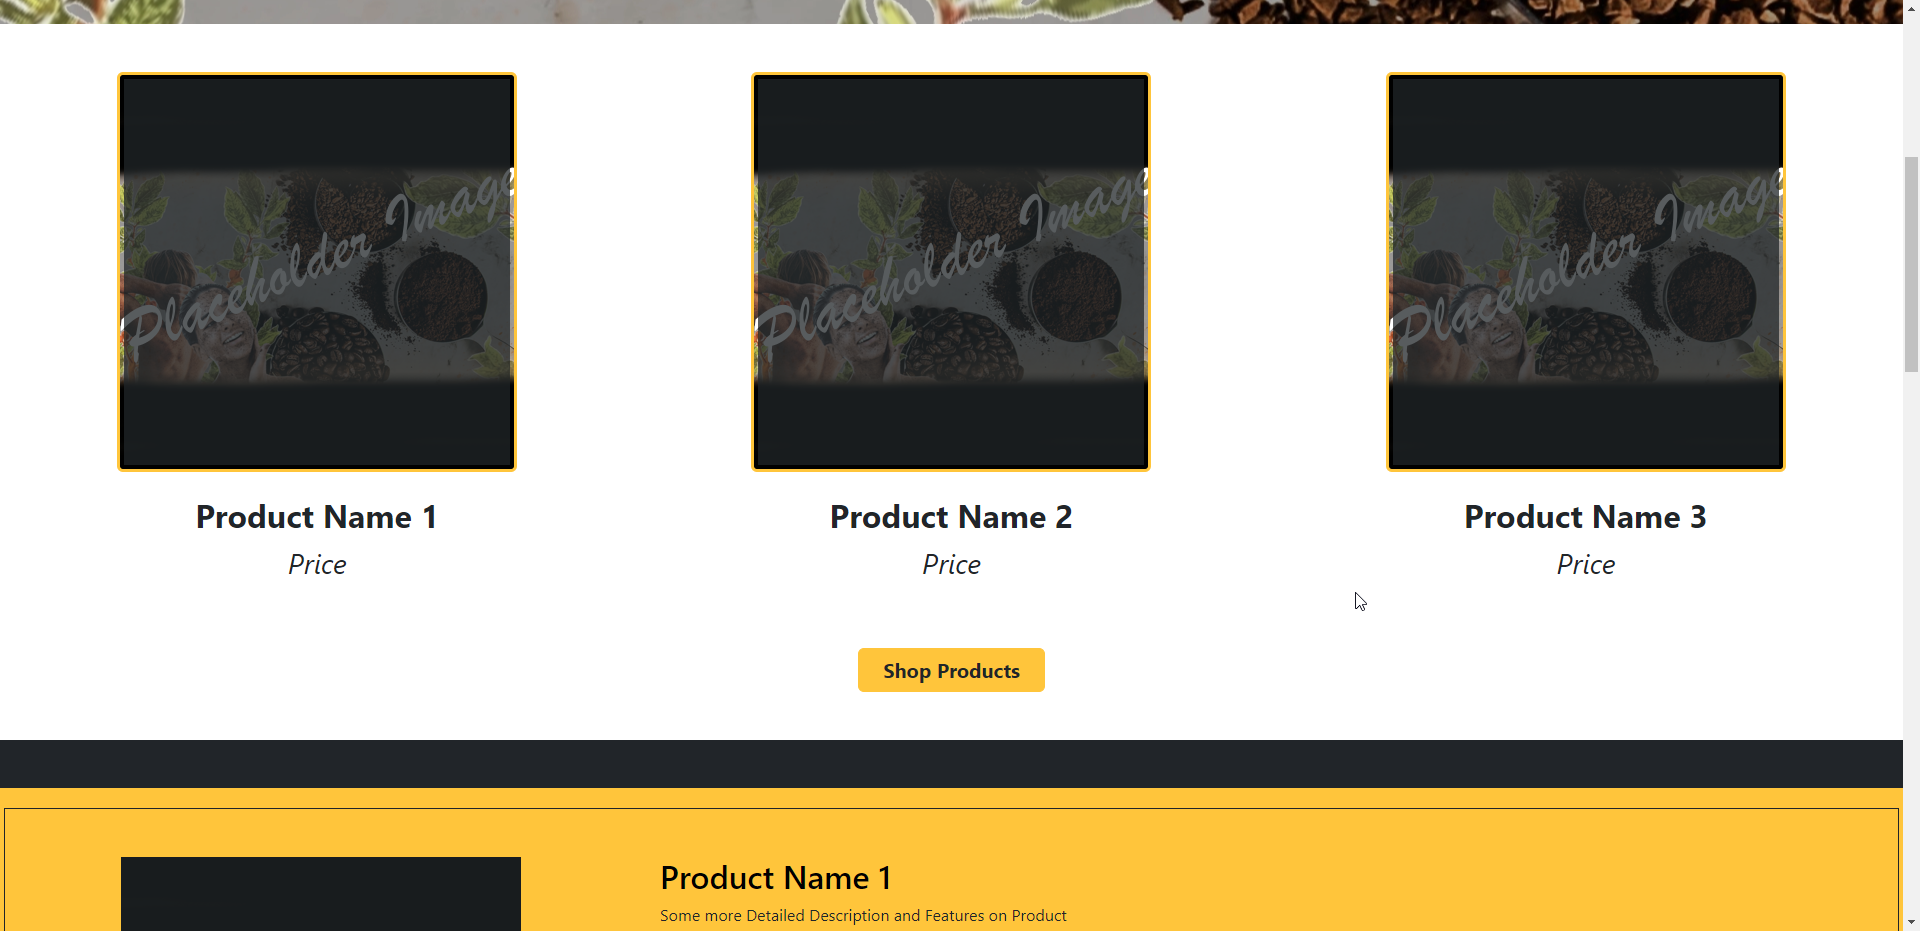 Placeholder Image
Placeholder Image
Placeholder Image
Product Name 1
Product Name 2
Product Name 3
Price
Price
Price
Shop Products
Product Name 1
Some more Detailed Description and Features on Product